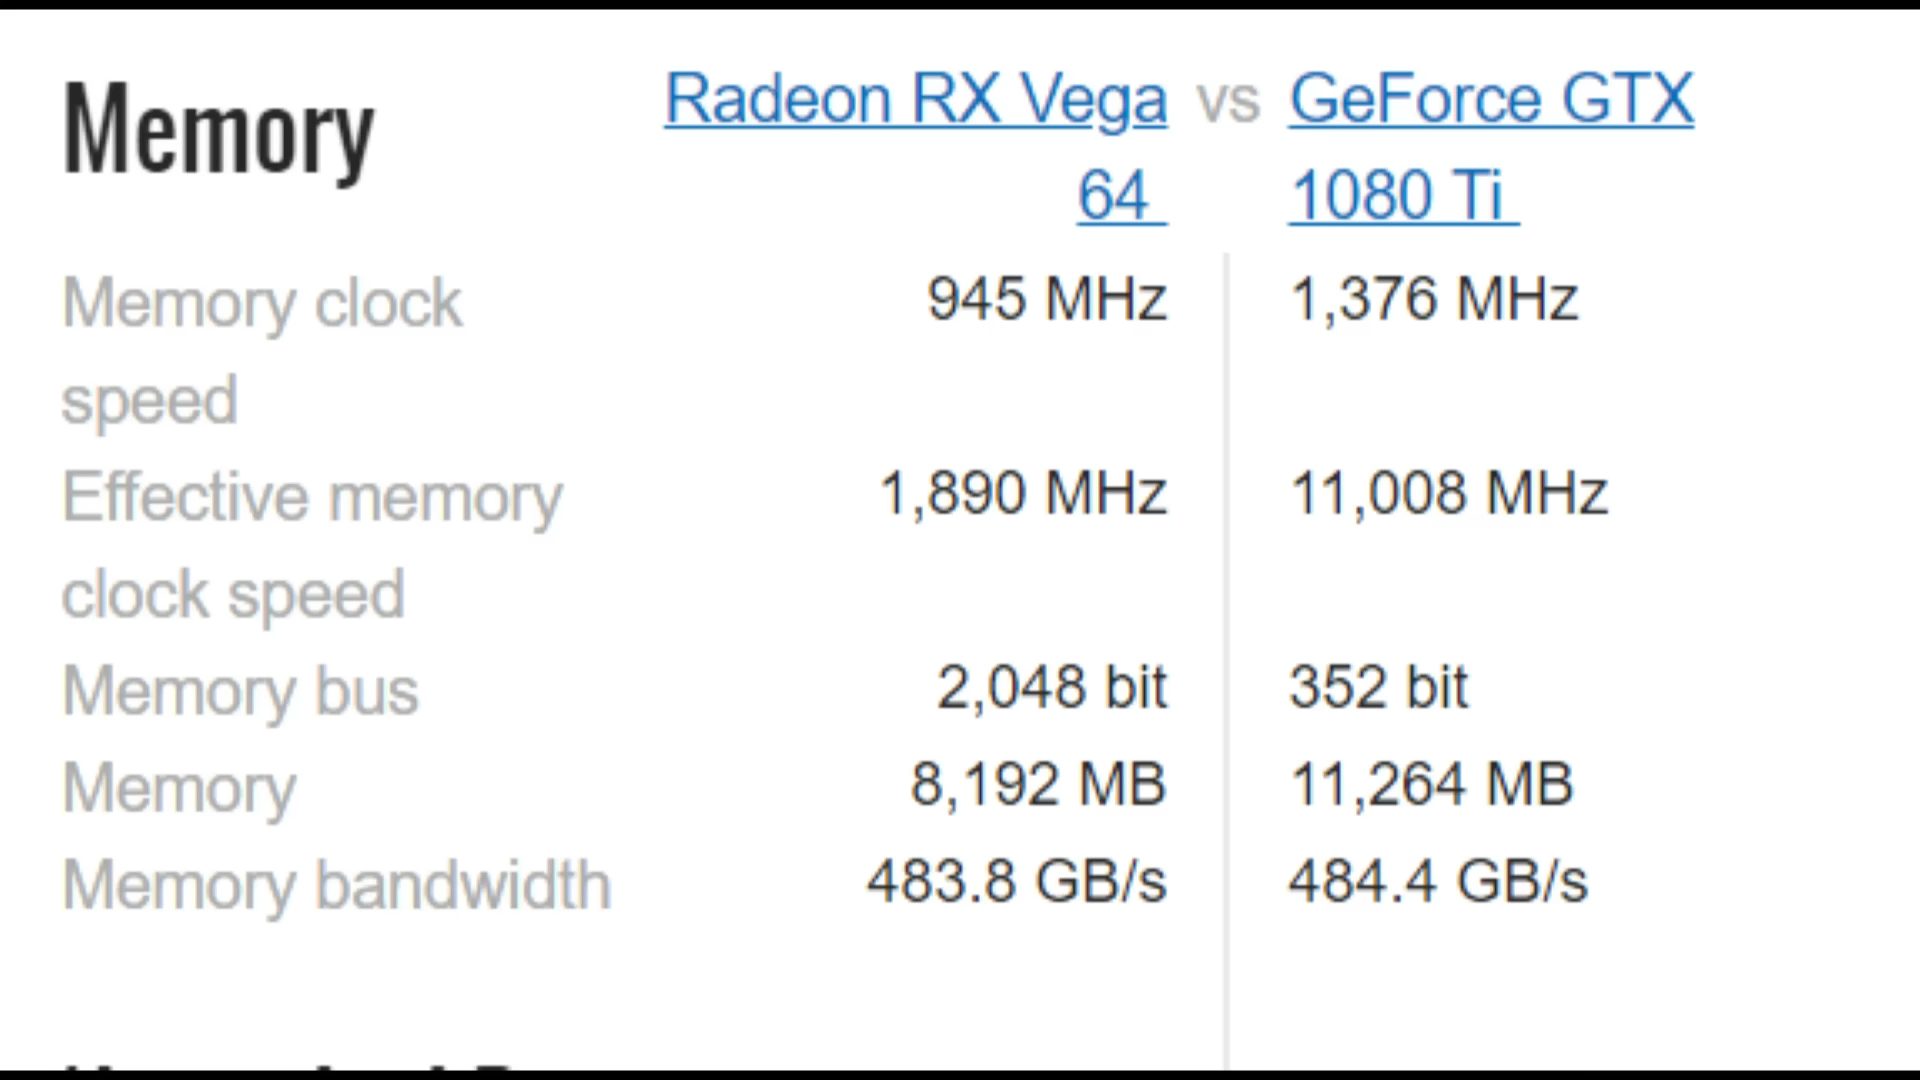 Memory
Radeon RX Vega vs GeForce GTX
64 1080 Ti
Memory clock 945 MHz 1,376 MHz
speed
Effective memory 1,890 MHz 11,008 MHz
clock speed
Memory bus 2,048 bit 352 bit
Memory 8,192 MB 11,264 MB
Memory bandwidth 483.8 GB/s 484.4 GB/s